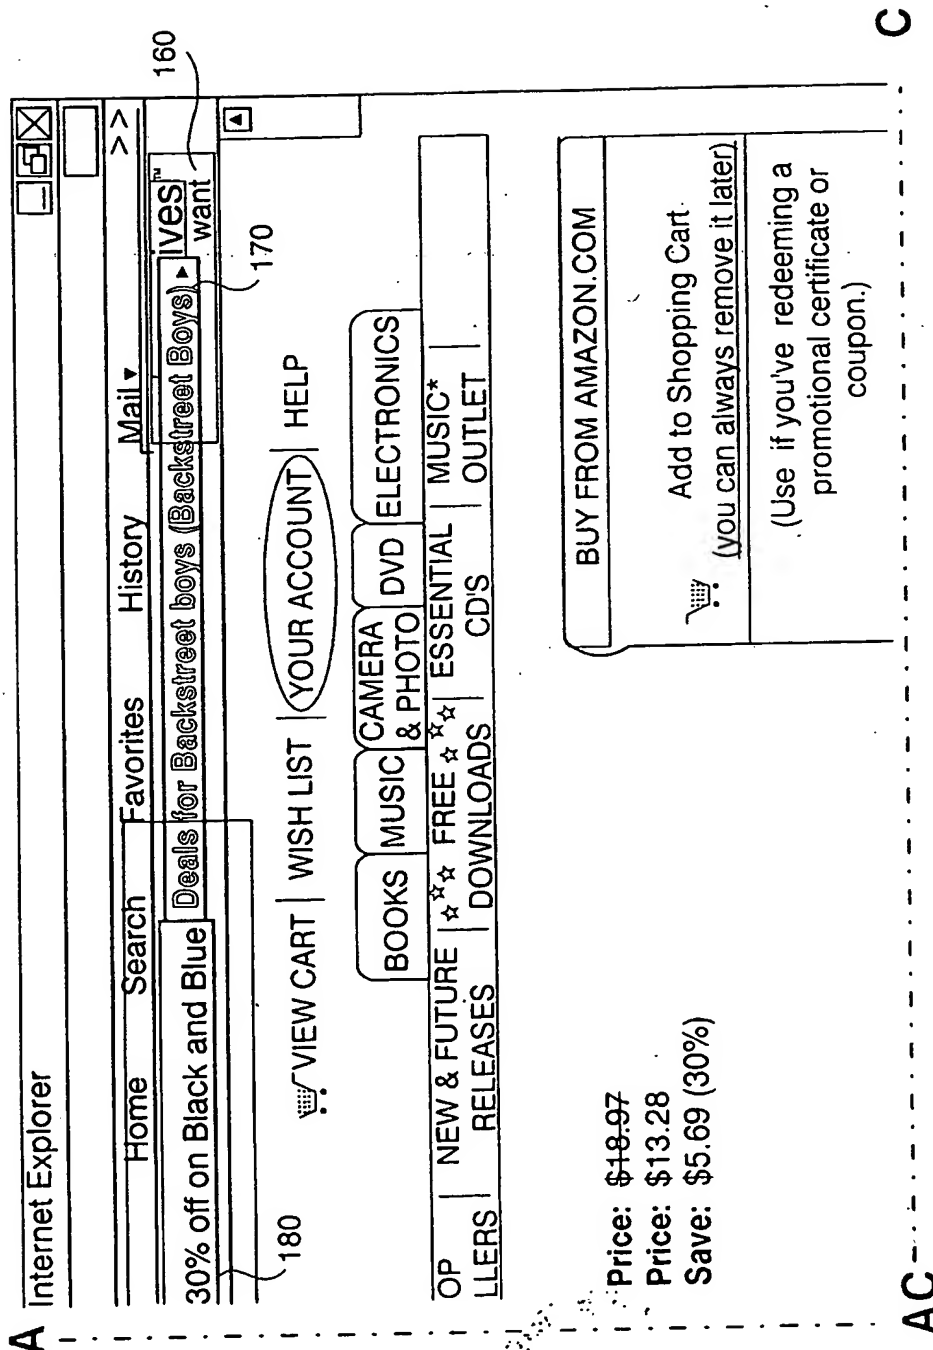 A
Internet Explorer
Home Search Favorites History Mail ▾ >>
160
30% off on Black and Blue Deals for Backstreet boys (Backstreet Boys) ▸ ives™
want
180
170
VIEW CART | WISH LIST | YOUR ACCOUNT | HELP
BOOKS MUSIC CAMERA & PHOTO DVD ELECTRONICS
OP | NEW & FUTURE | ☆☆☆ FREE ☆☆☆ | ESSENTIAL | MUSIC* |
LLERS | RELEASES | DOWNLOADS | CD'S | OUTLET |
BUY FROM AMAZON.COM
Add to Shopping Cart
(you can always remove it later)
(Use if you've redeeming a
promotional certificate or
coupon.)
Price: $18.97
Price: $13.28
Save: $5.69 (30%)
AC
C